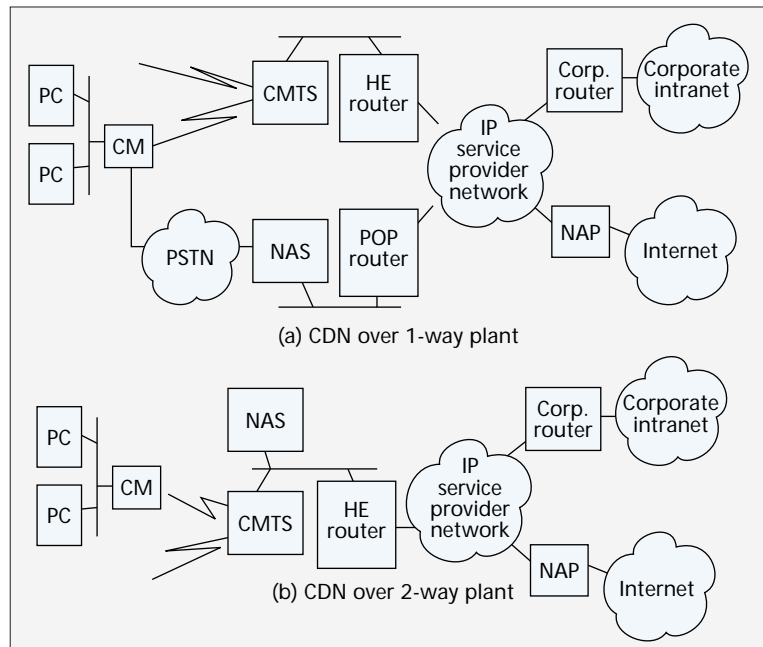 PC
PC
CM
CMTS
HE
router
IP
service
provider
network
Corp.
router
Corporate
intranet
PSTN
NAS
POP
router
NAP
Internet
(a) CDN over 1-way plant
PC
PC
CM
NAS
CMTS
HE
router
IP
service
provider
network
Corp.
router
Corporate
intranet
NAP
Internet
(b) CDN over 2-way plant